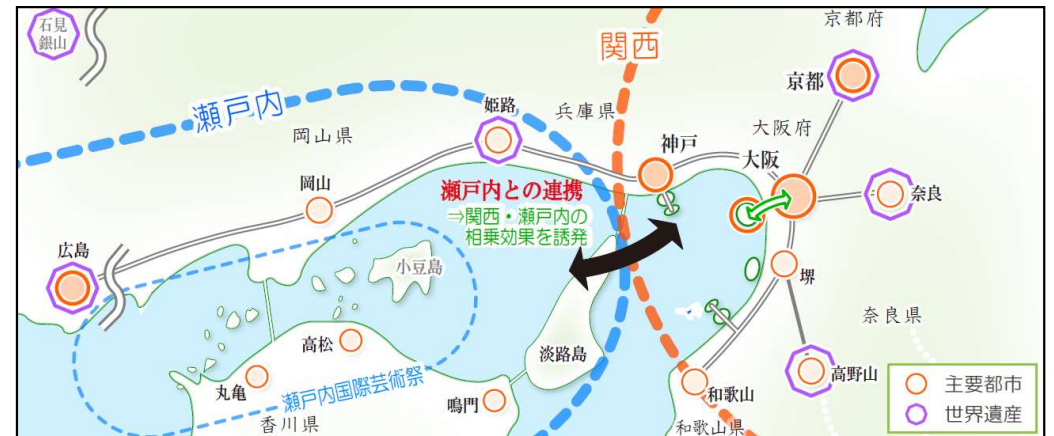 石見
銀山
京都府
関西
京都
瀬戸内
姫路
兵庫県
岡山県
大阪府
神戸
大阪
岡山
瀬戸内との連携
⇒関西・瀬戸内の
相乗効果を誘発
奈良
広島
小豆島
堺
奈良県
高松
淡路島
高野山
主要都市
丸亀
瀬戸内国際芸術祭
鳴門
和歌山
世界遺産
香川県
和歌山県